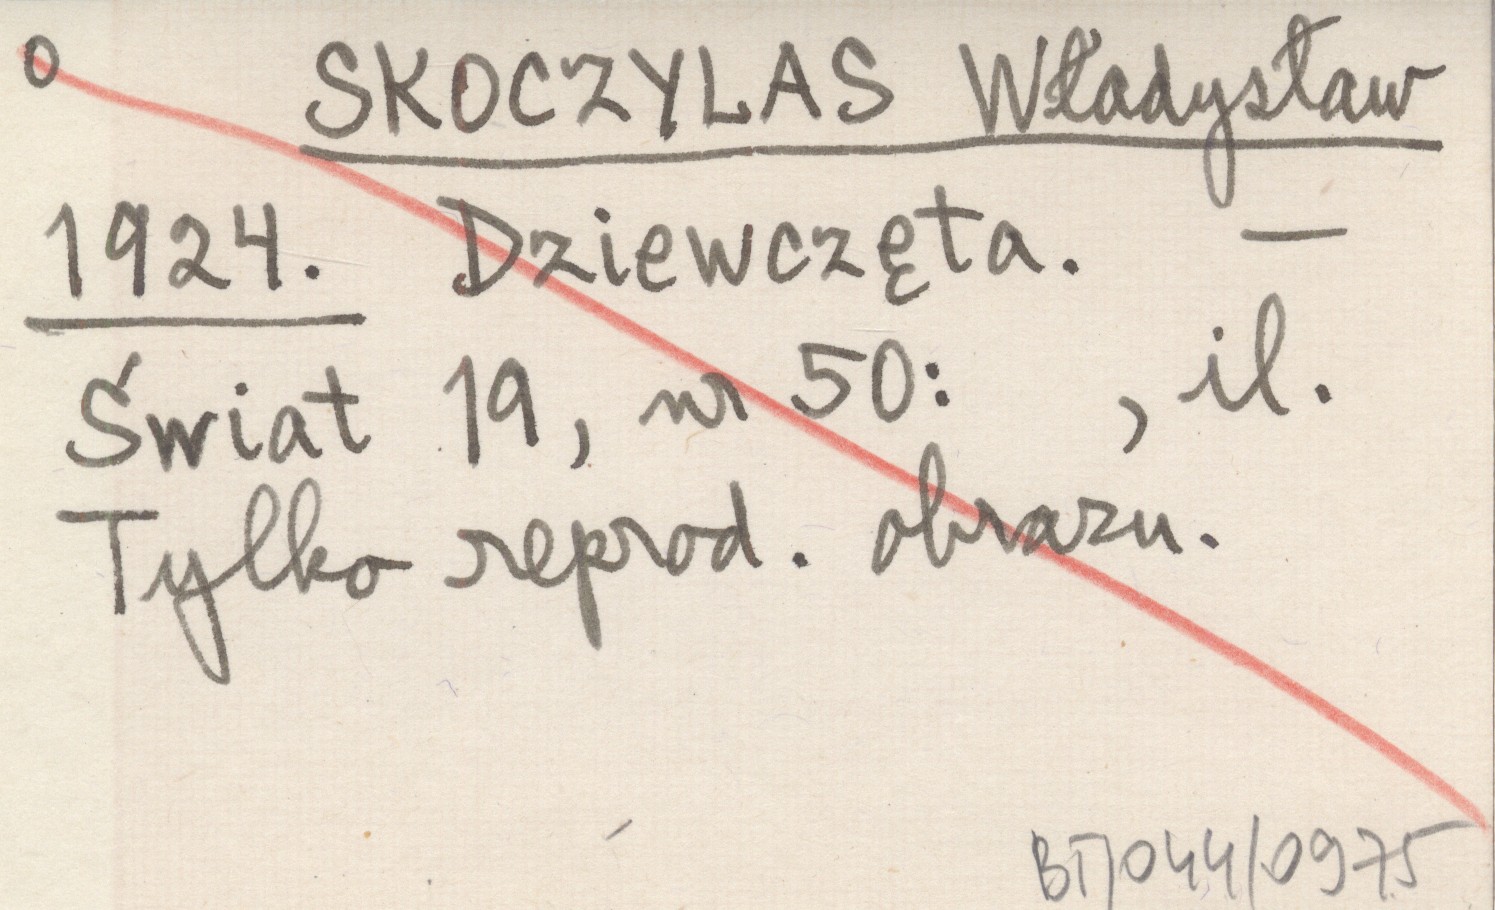 o SKOCZYLAS Władysław
1924. Dziewczęta. —
Świat 19, nr 50: , il.
Tylko reprod. obrazu.
BT/044/0975